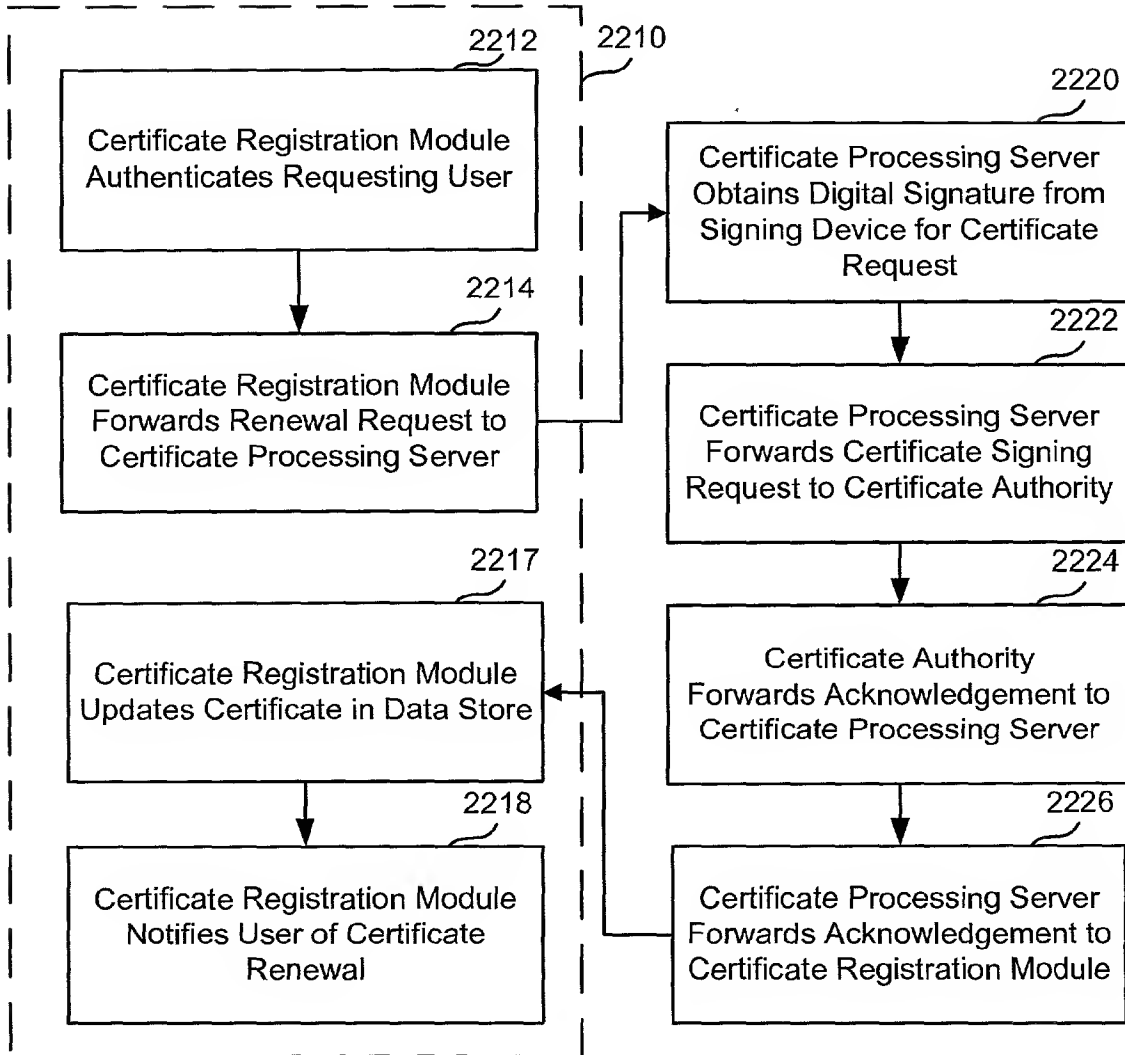 2212
2210
Certificate Registration Module
Authenticates Requesting User
2214
Certificate Registration Module
Forwards Renewal Request to
Certificate Processing Server
2220
Certificate Processing Server
Obtains Digital Signature from
Signing Device for Certificate
Request
2222
Certificate Processing Server
Forwards Certificate Signing
Request to Certificate Authority
2224
Certificate Authority
Forwards Acknowledgement to
Certificate Processing Server
2226
Certificate Processing Server
Forwards Acknowledgement to
Certificate Registration Module
2217
Certificate Registration Module
Updates Certificate in Data Store
2218
Certificate Registration Module
Notifies User of Certificate
Renewal